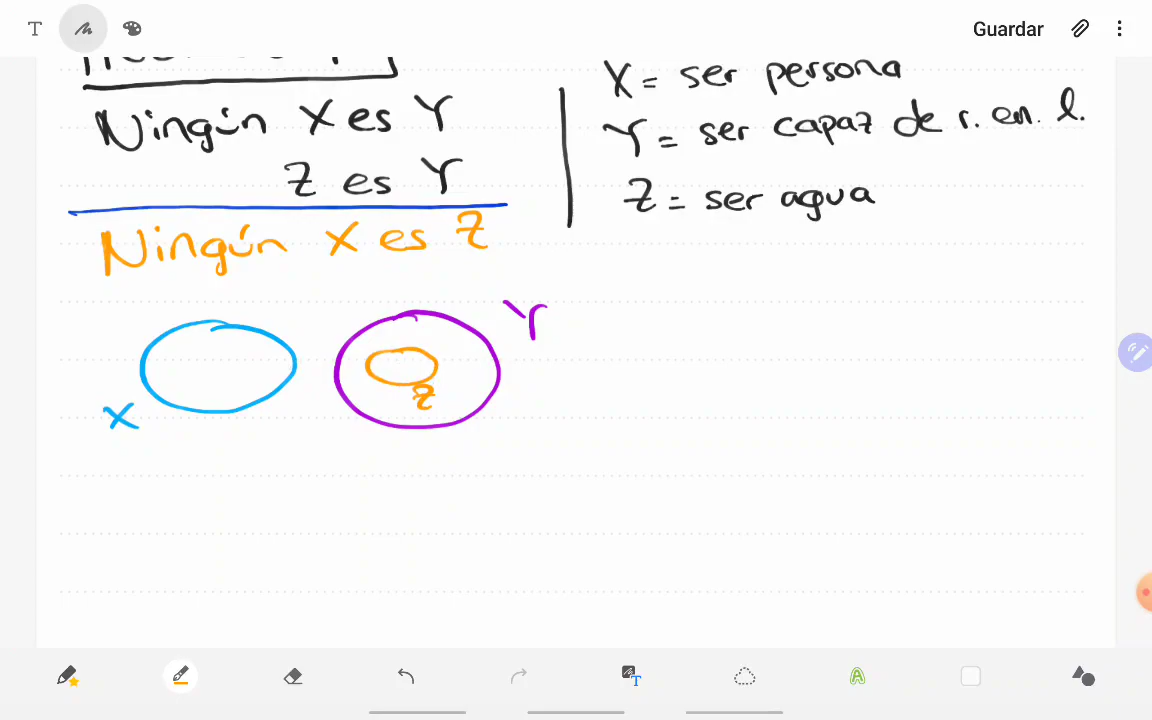 Guardar
Ningún X es Y
Z es Y
Ningún X es Z
X = ser persona
Y = ser capaz de r. en. l.
Z = ser agua
X
Y
Z